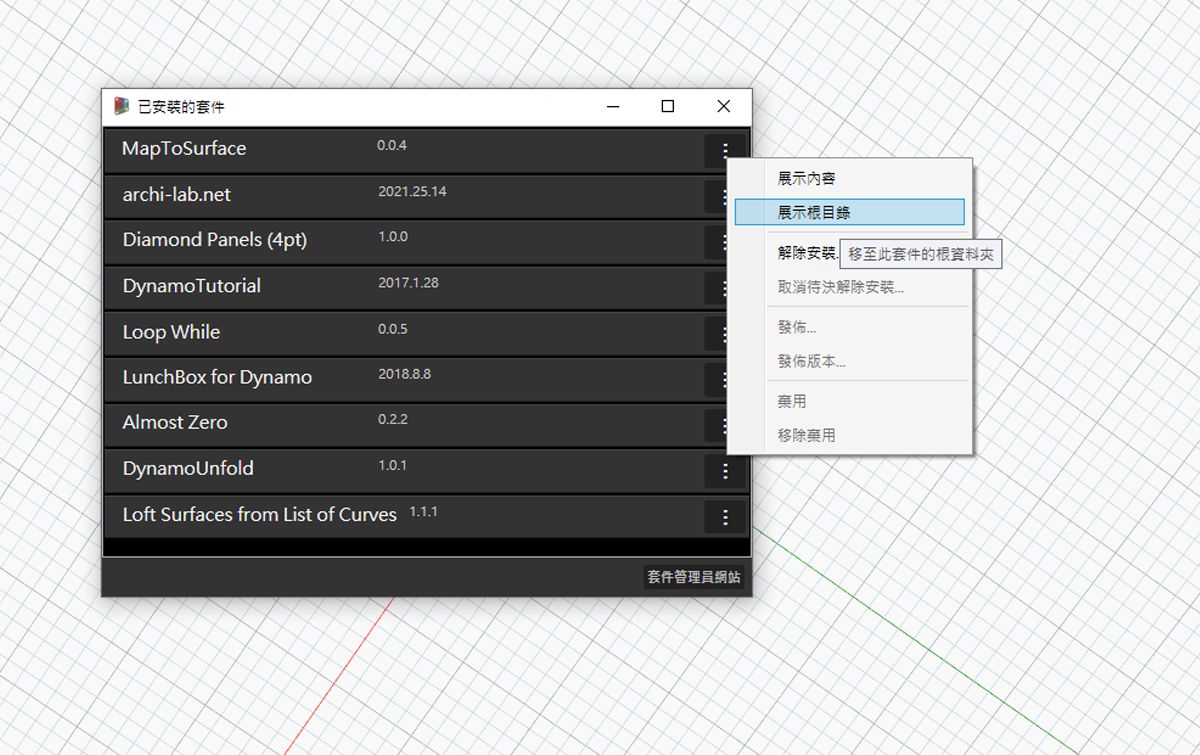 已安裝的套件
MapToSurface 0.0.4
archi-lab.net 2021.25.14
Diamond Panels (4pt) 1.0.0
DynamoTutorial 2017.1.28
Loop While 0.0.5
LunchBox for Dynamo 2018.8.8
Almost Zero 0.2.2
DynamoUnfold 1.0.1
Loft Surfaces from List of Curves 1.1.1
套件管理員網站
展示內容
展示根目錄
解除安裝.
移至此套件的根資料夾
取消待決解除安裝...
發佈...
發佈版本...
棄用
移除棄用